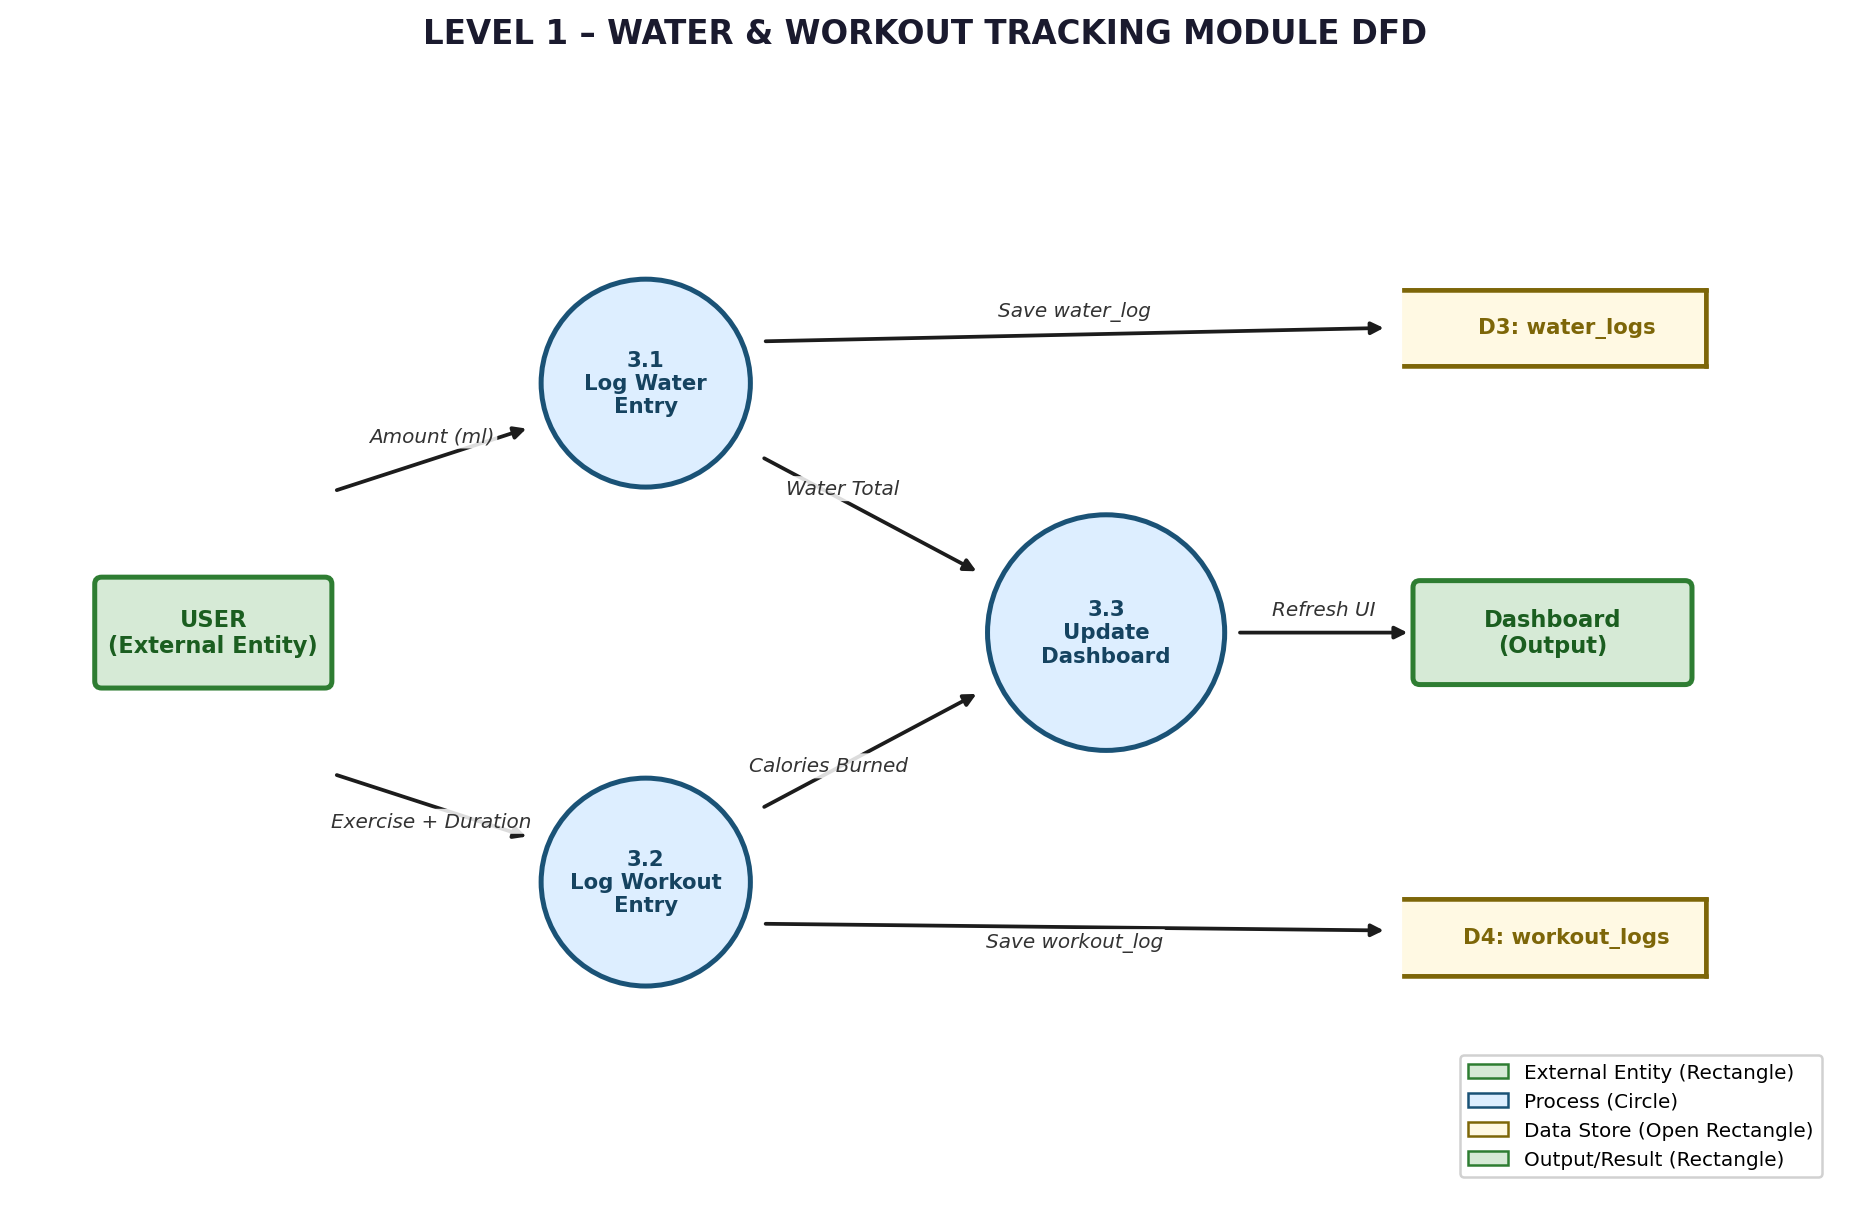 LEVEL 1 – WATER & WORKOUT TRACKING MODULE DFD
Save water_log
D3: water_logs
3.1
Log Water
Entry
Amount (ml)
Water Total
USER
(External Entity)
3.3
Update
Dashboard
Refresh UI
Dashboard
(Output)
Calories Burned
Exercise + Duration
3.2
Log Workout
Entry
Save workout_log
D4: workout_logs
External Entity (Rectangle)
Process (Circle)
Data Store (Open Rectangle)
Output/Result (Rectangle)